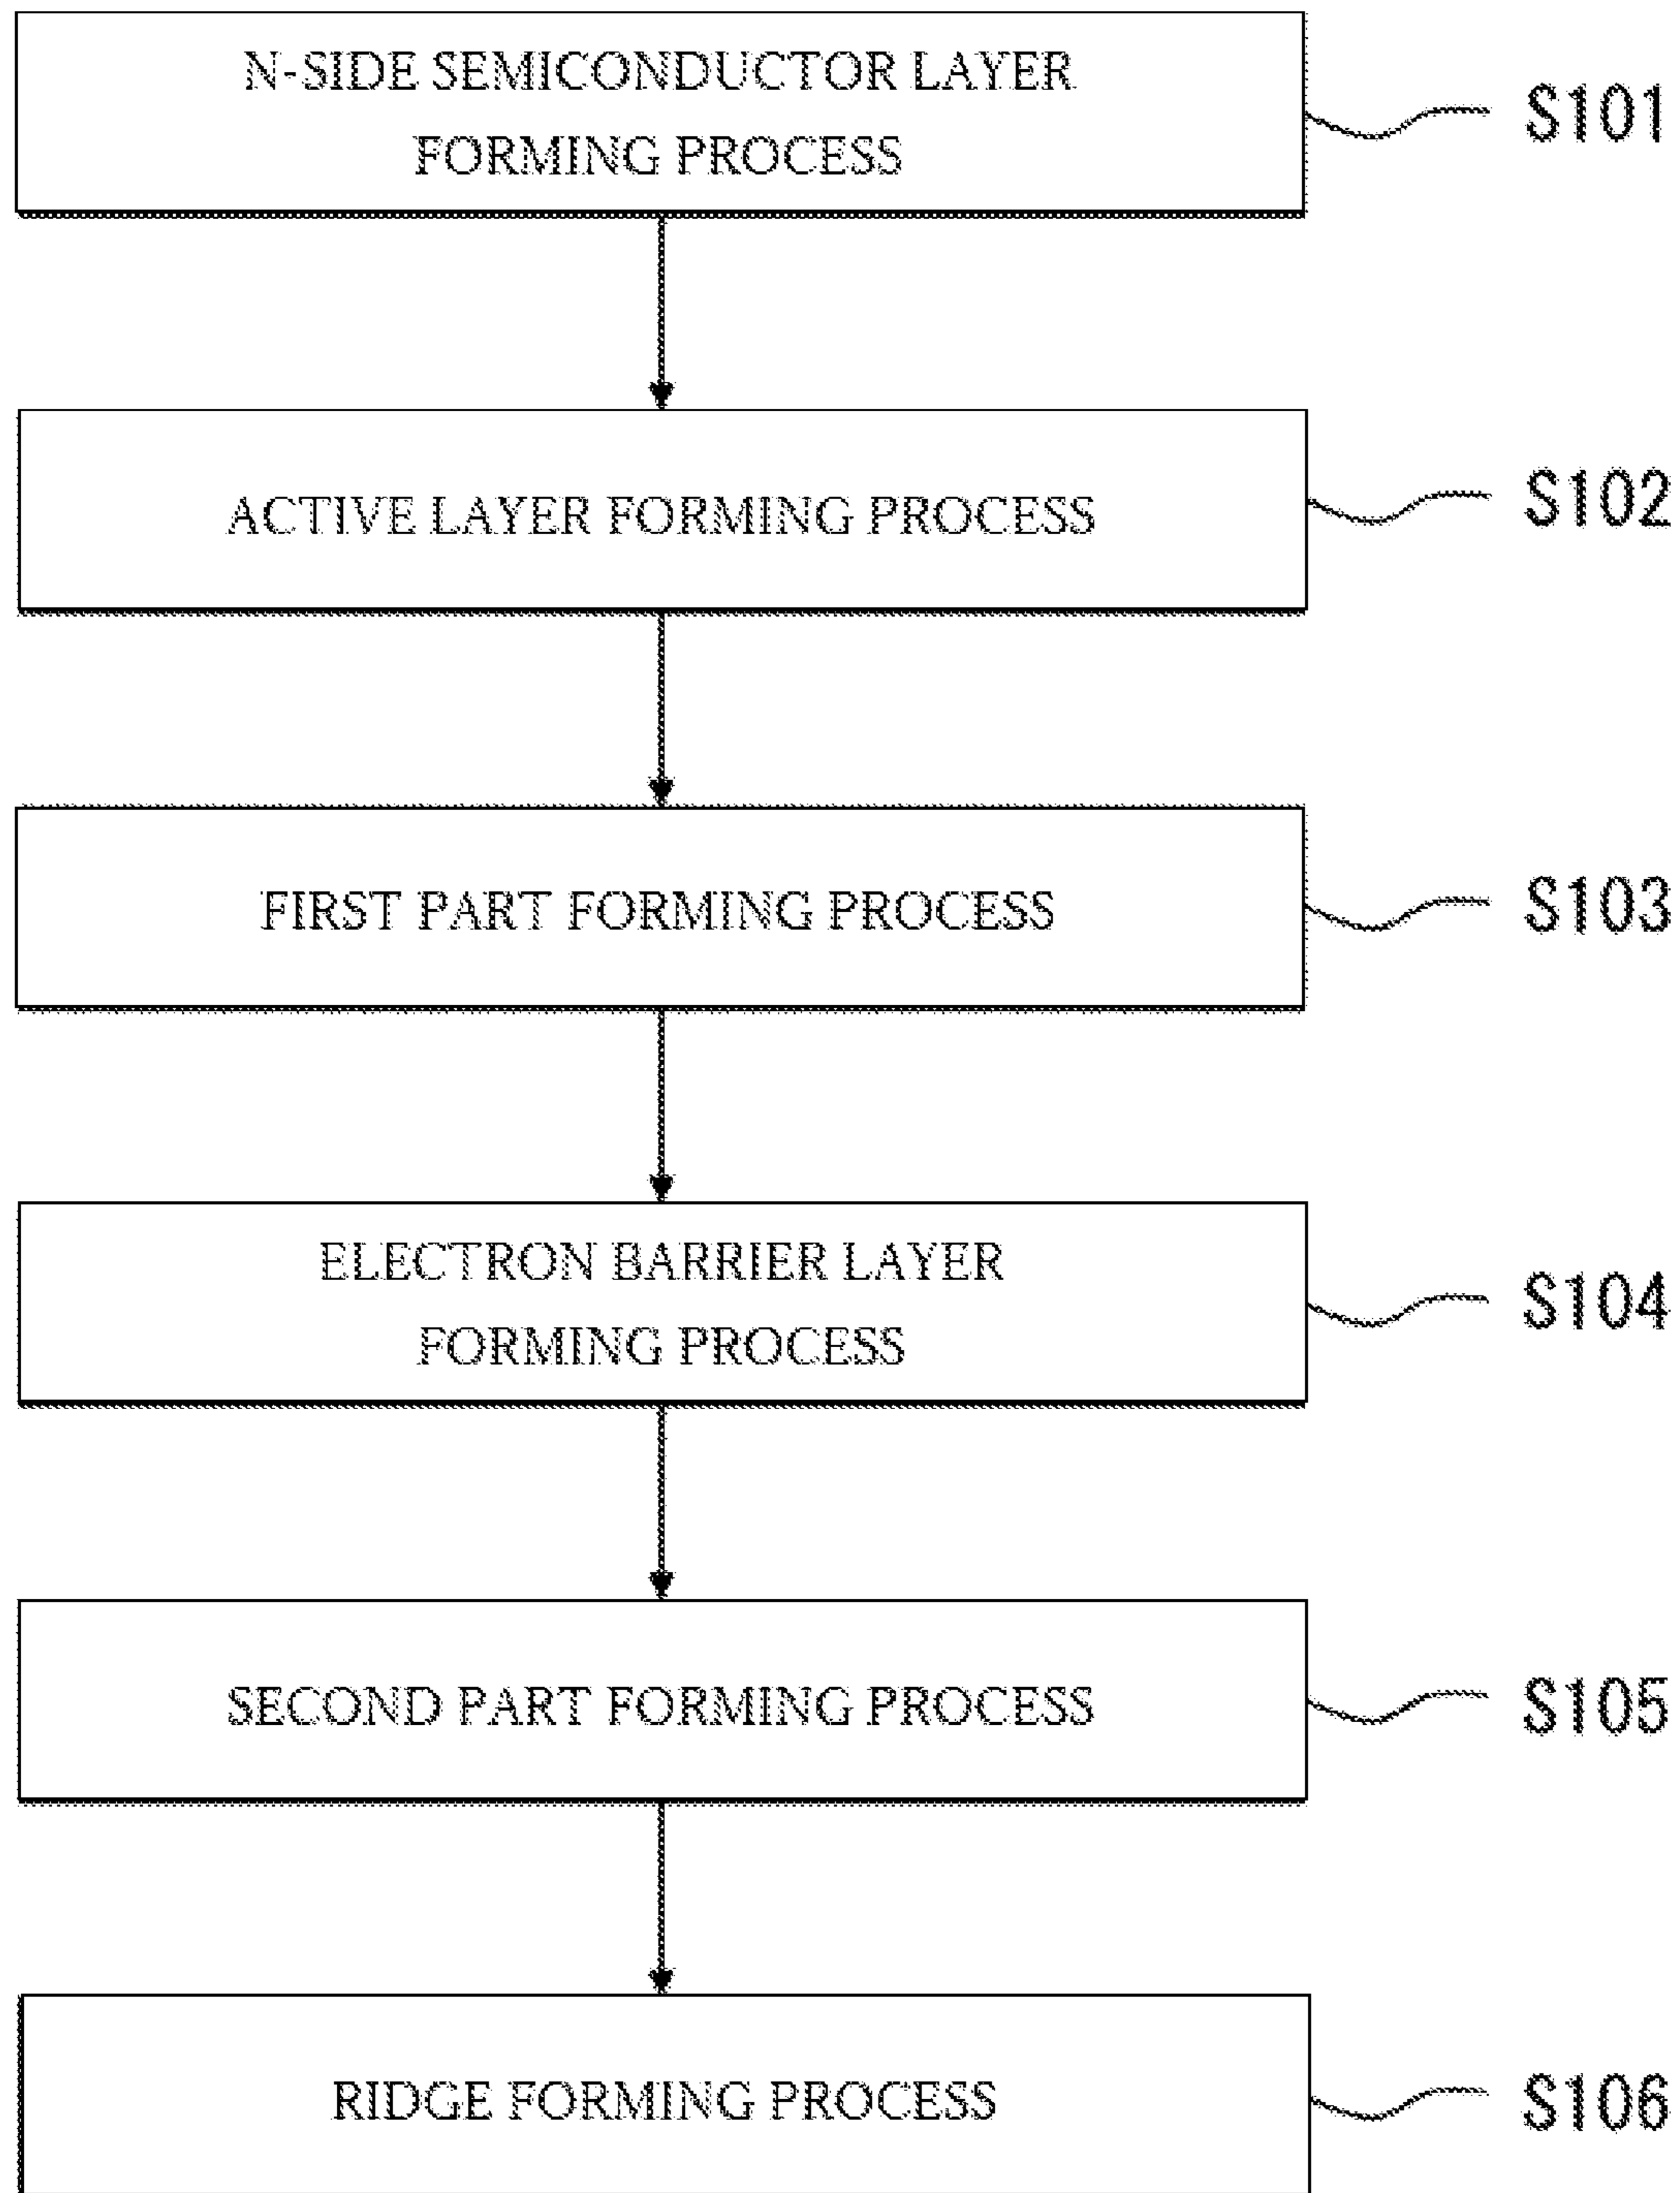 N-SIDE SEMICONDUCTOR LAYER
FORMING PROCESS
S101
ACTIVE LAYER FORMING PROCESS
S102
FIRST PART FORMING PROCESS
S103
ELECTRON BARRIER LAYER
FORMING PROCESS
S104
SECOND PART FORMING PROCESS
S105
RIDGE FORMING PROCESS
S106